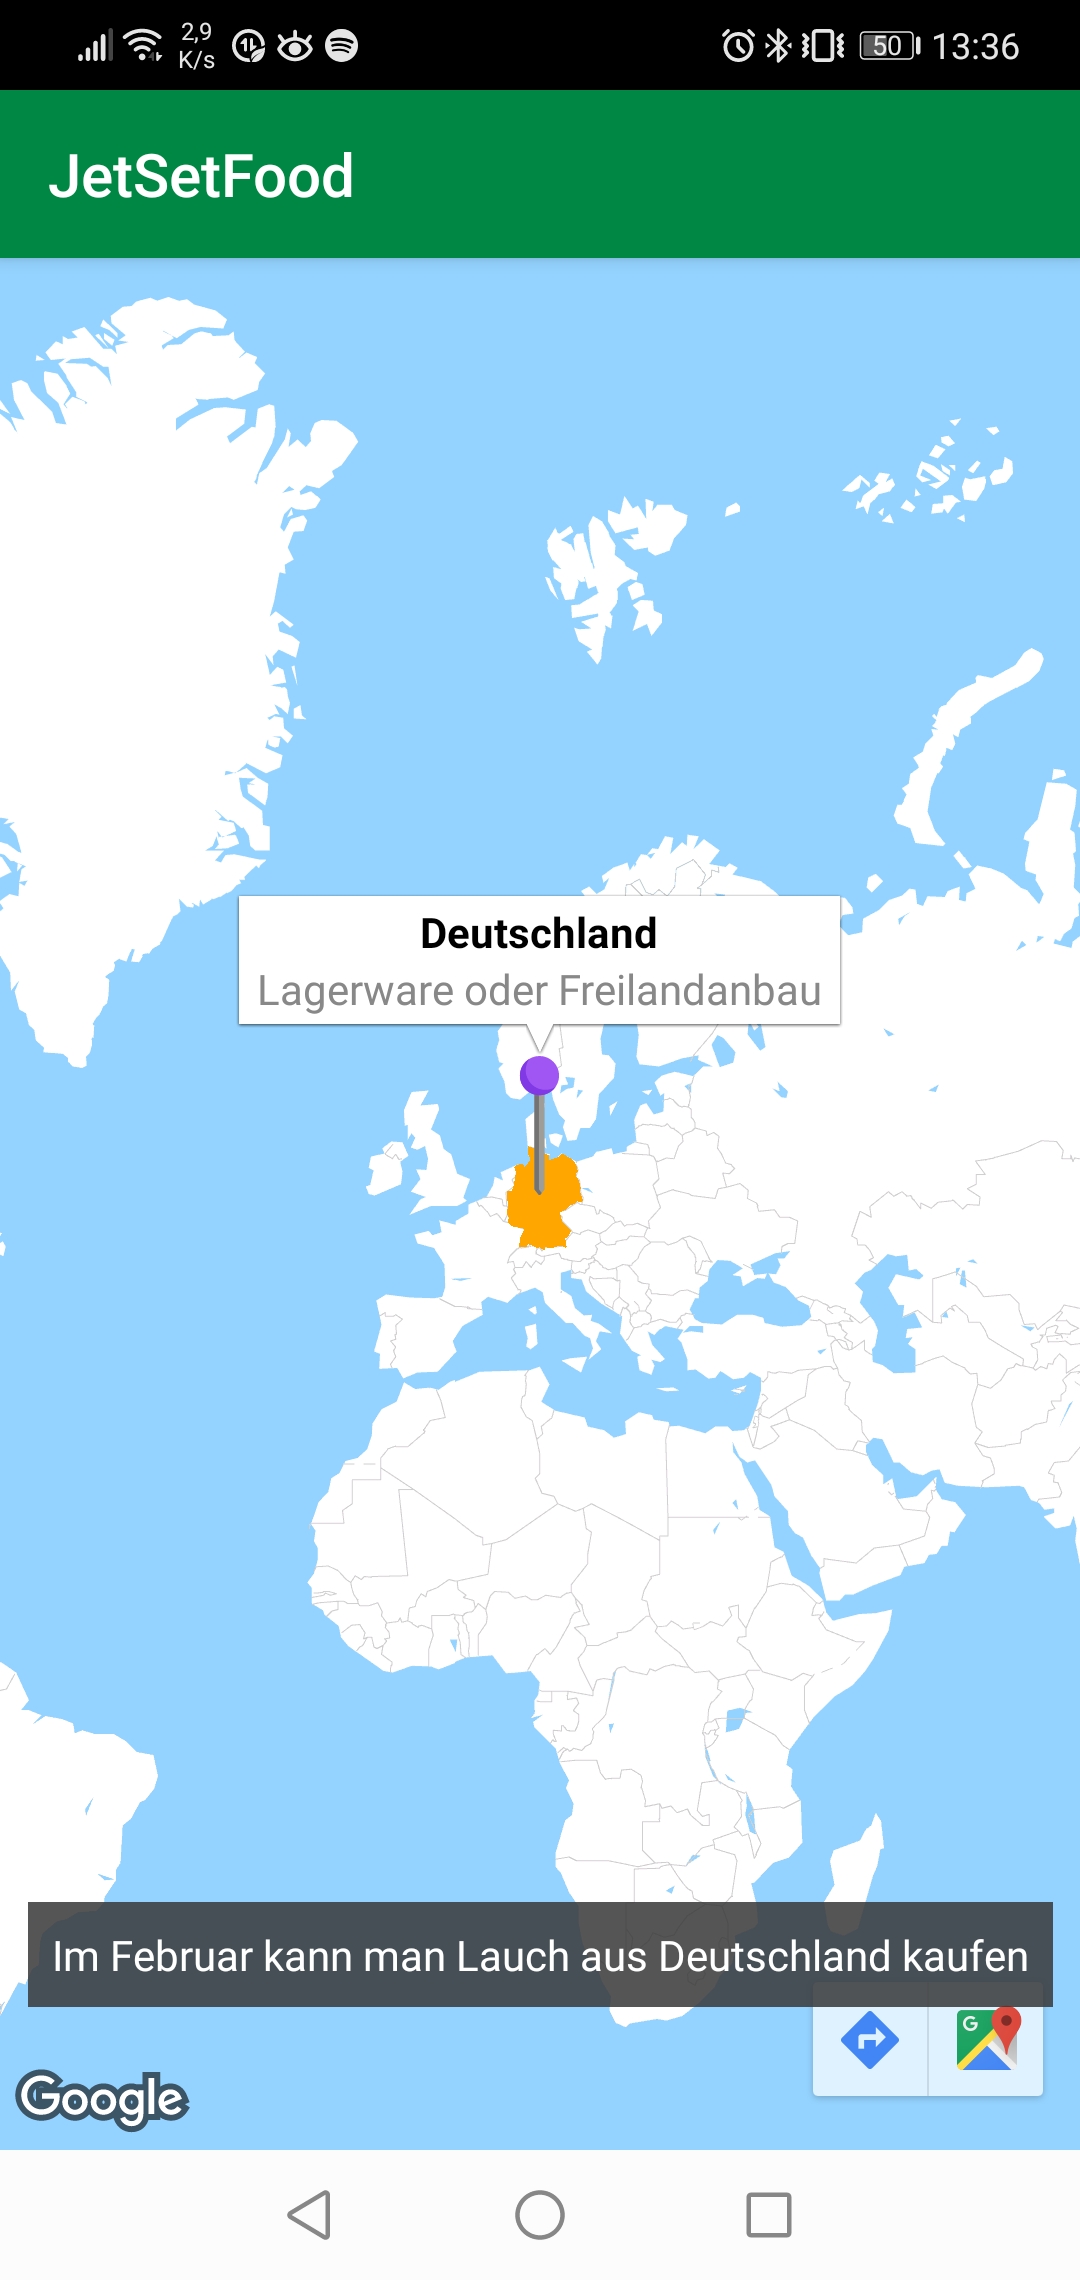 2,9
K/s
50
13:36
JetSetFood
Deutschland
Lagerware oder Freilandanbau
Im Februar kann man Lauch aus Deutschland kaufen
G
Google